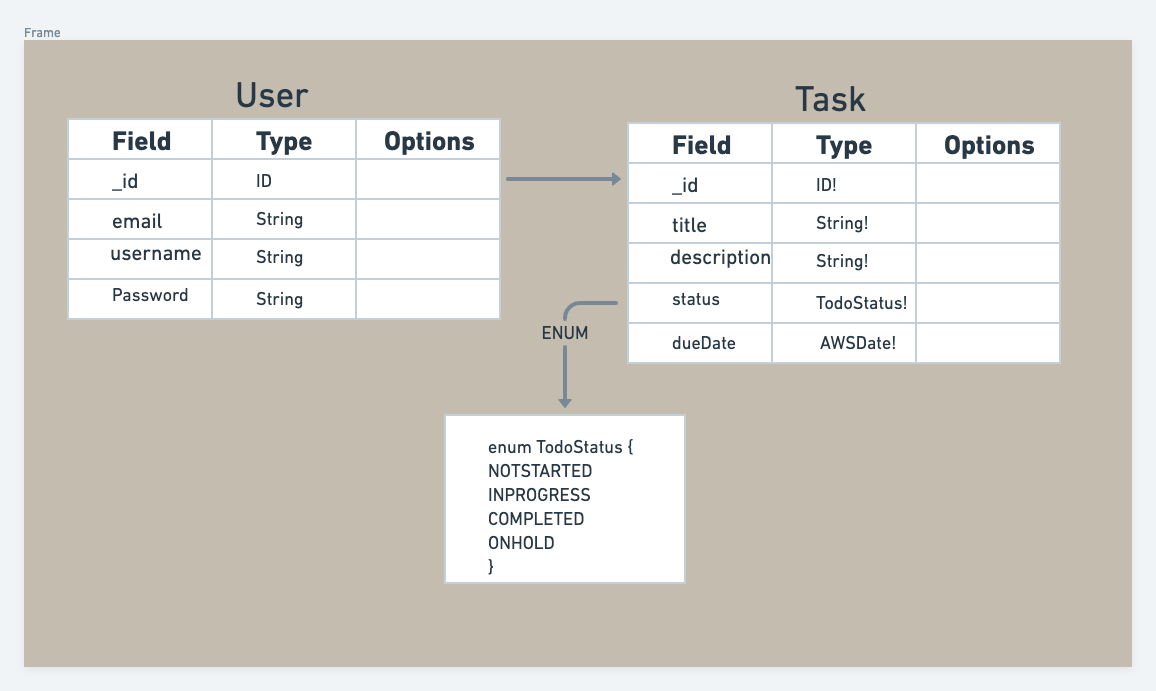 Frame
User
Field Type Options
_id ID
email String
username String
Password String
Task
Field Type Options
_id ID!
title String!
description String!
status TodoStatus!
dueDate AWSDate!
ENUM
enum TodoStatus {
NOTSTARTED
INPROGRESS
COMPLETED
ONHOLD
}